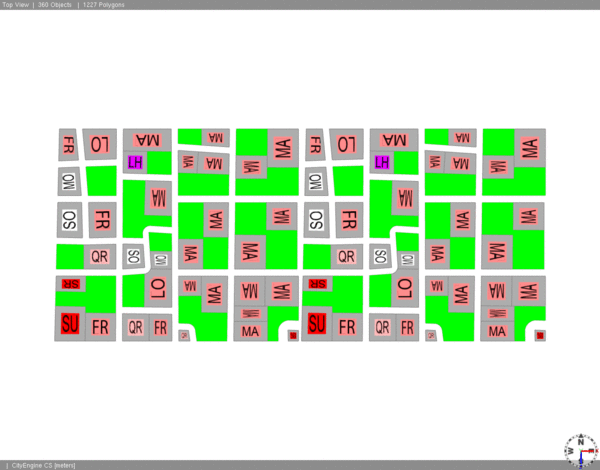 Top View | 360 Objects | 1227 Polygons
FR LO MA MA MA FR LO MA MA MA
LH MA MA MA LH MA MA MA
OM MA OM MA
SO FR MA MA SO FR MA MA
QR SO OM MA MA QR SO OM MA MA
SR LO MA MA MA MA SR LO MA MA MA MA
SU FR QR FR MA MA SU FR QR FR MA MA
CityEngine CS [meters]
N
W E
S